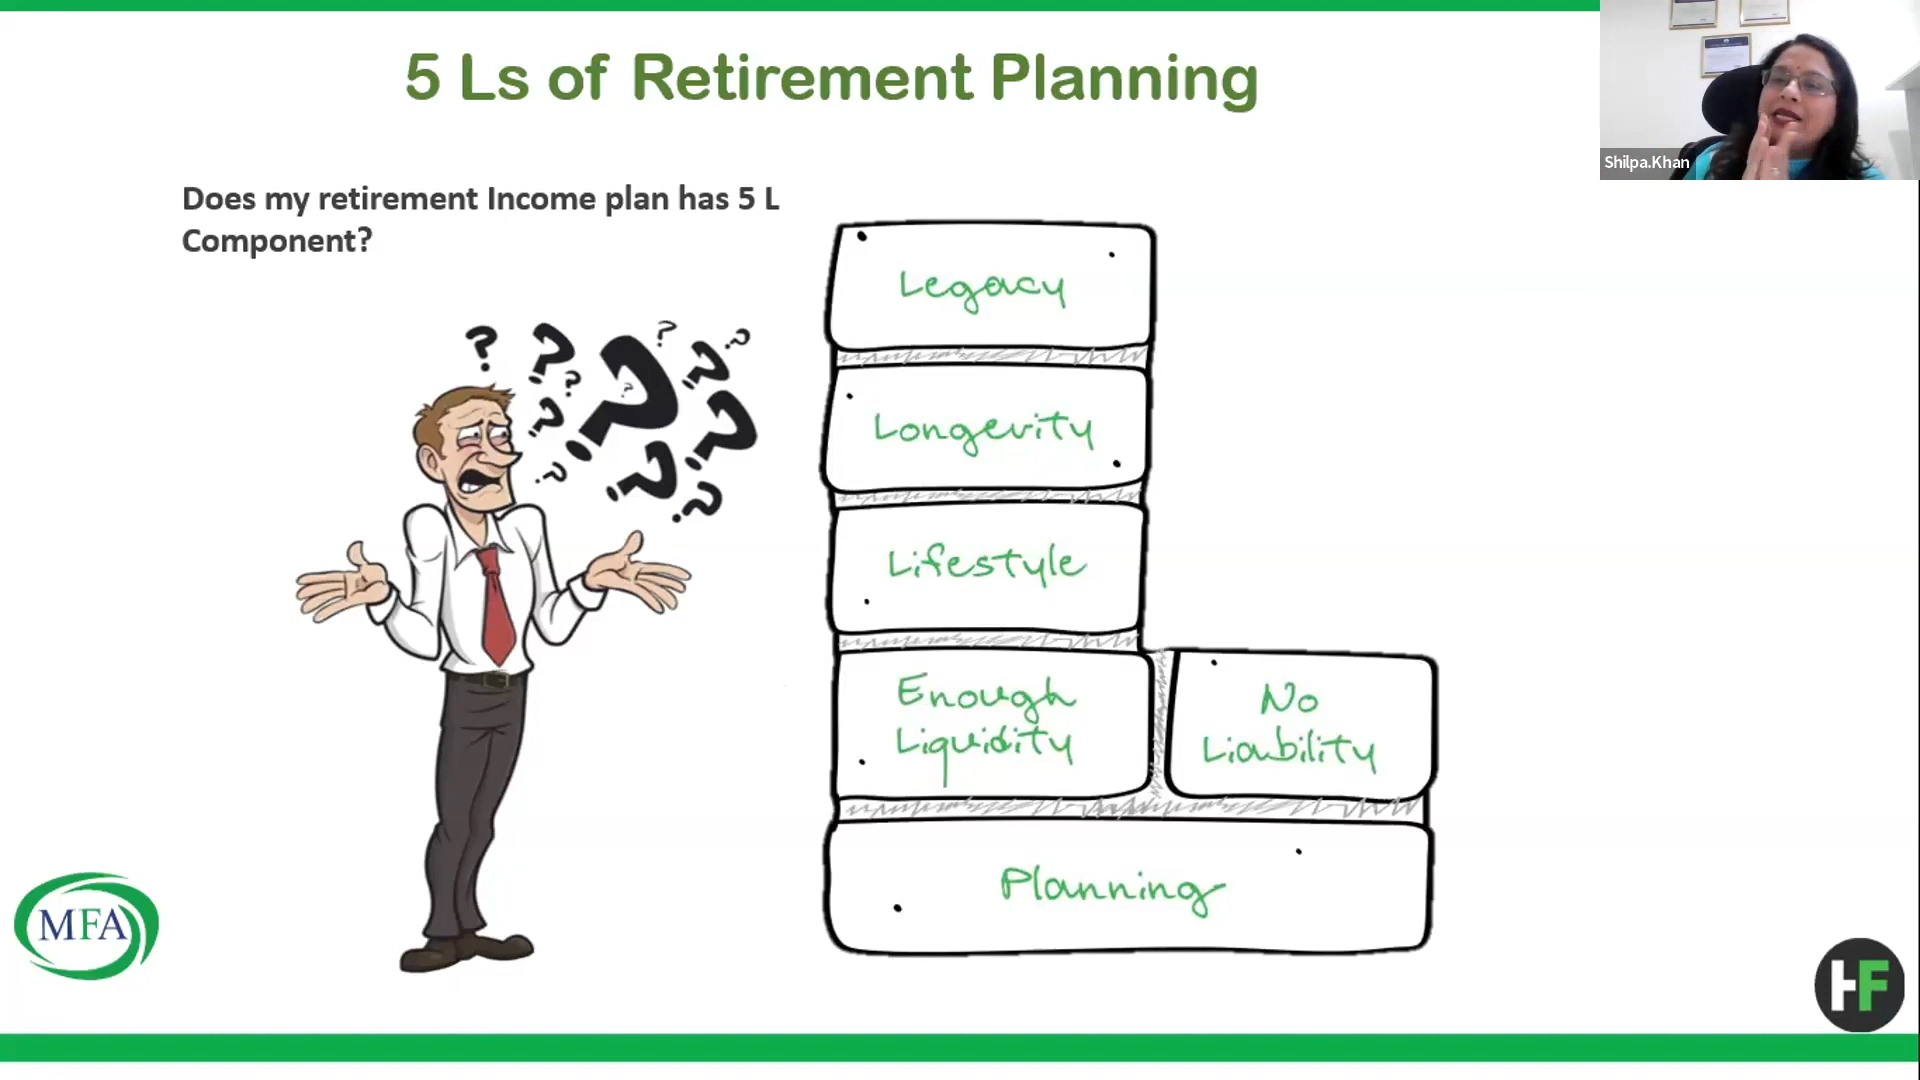 5 Ls of Retirement Planning
Shilpa.Khan
Does my retirement Income plan has 5 L
Component?
Legacy
Longevity
Lifestyle
Enough
Liquidity
No
Liability
Planning
MFA
HF
? ? ? ? ? ? ? ? ? ? ? ?